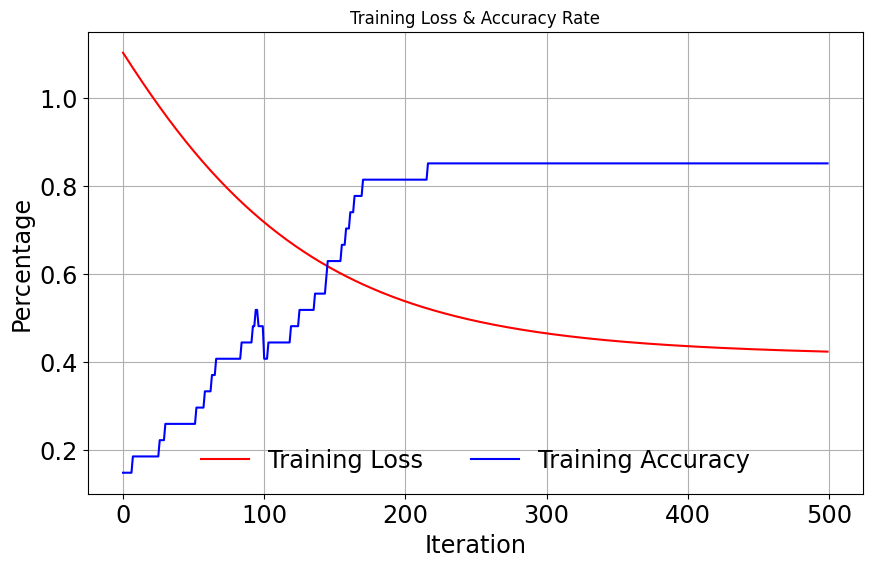 Training Loss & Accuracy Rate
Percentage
1.0
0.8
0.6
0.4
0.2
Training Loss
Training Accuracy
0
100
200
300
400
500
Iteration